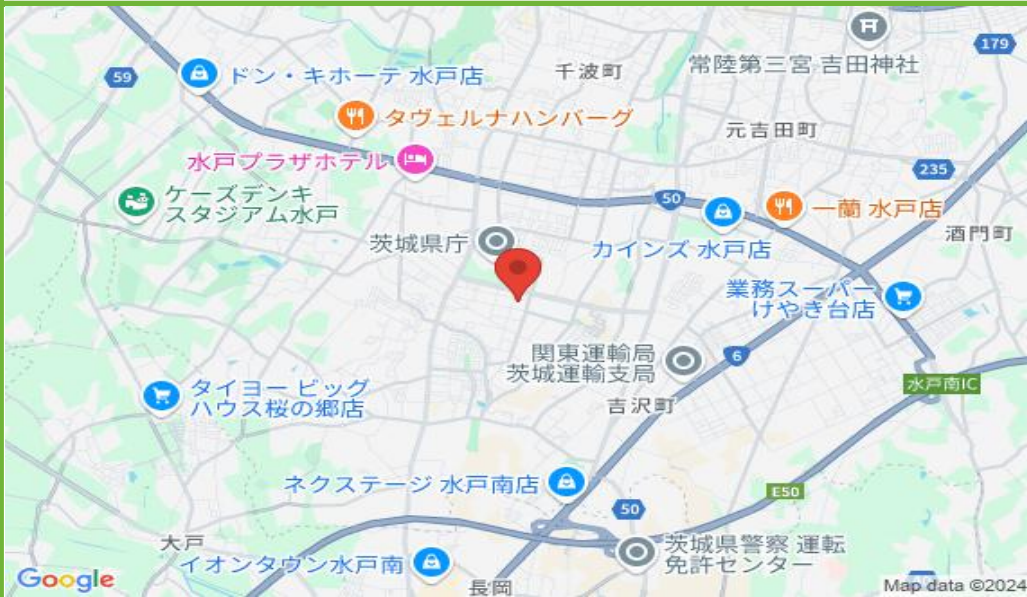 179
常陸第三宮 吉田神社
59
ドン・キホーテ 水戸店
千波町
タヴェルナハンバーグ
元吉田町
水戸プラザホテル
235
ケーズデンキ
スタジアム水戸
50
一蘭 水戸店
茨城県庁
カインズ 水戸店
酒門町
業務スーパー
けやき台店
関東運輸局
茨城運輸支局
6
タイヨー ビッグ
ハウス桜の郷店
水戸南IC
吉沢町
ネクステージ 水戸南店
E50
50
大戸
イオンタウン水戸南
茨城県警察 運転
免許センター
長岡
Google
Map data ©2024